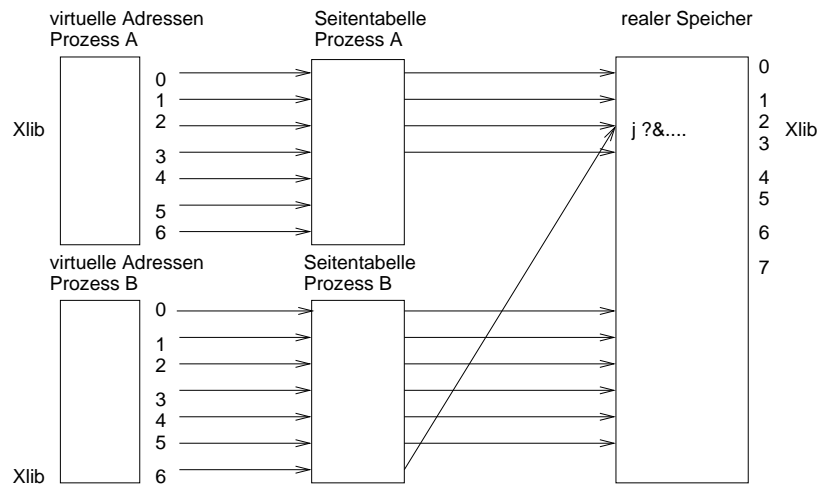 virtuelle Adressen
Prozess A
Seitentabelle
Prozess A
realer Speicher
Xlib
0
1
2
3
4
5
6
j ?&....
0
1
2
3
4
5
6
7
Xlib
virtuelle Adressen
Prozess B
Seitentabelle
Prozess B
0
1
2
3
4
5
6
Xlib